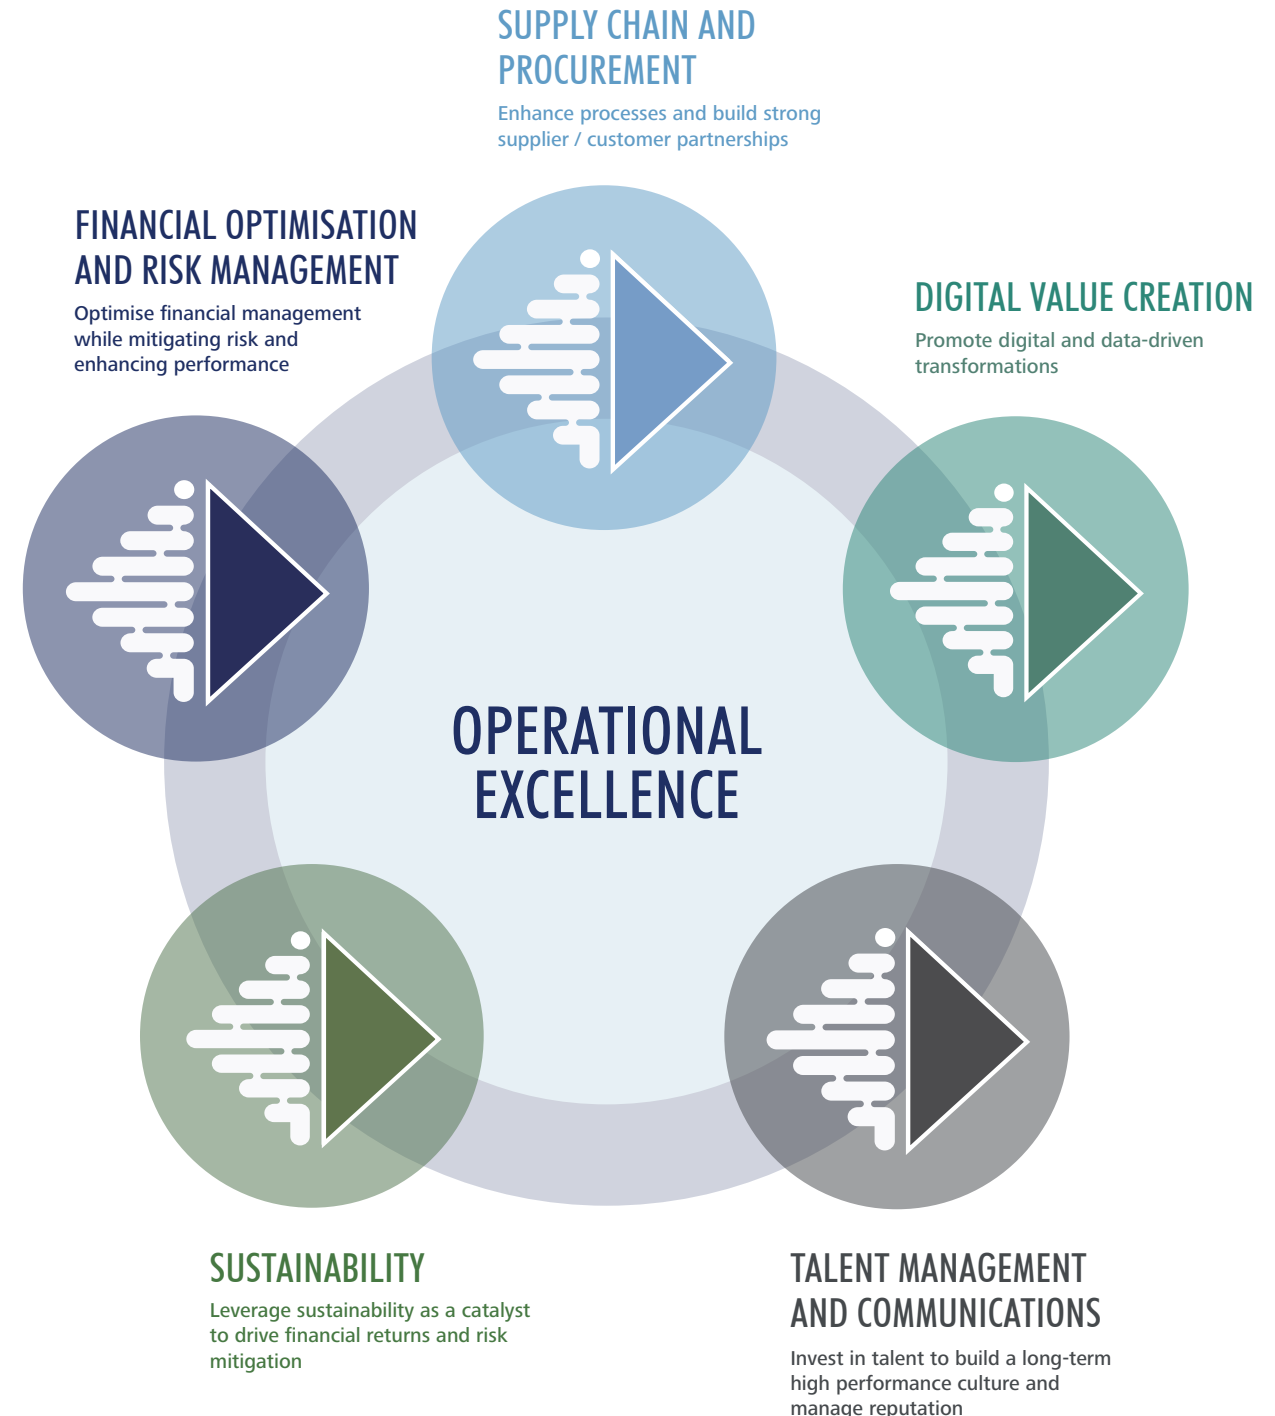 SUPPLY CHAIN AND
PROCUREMENT
Enhance processes and build strong
supplier / customer partnerships
FINANCIAL OPTIMISATION
AND RISK MANAGEMENT
Optimise financial management
while mitigating risk and
enhancing performance
DIGITAL VALUE CREATION
Promote digital and data-driven
transformations
OPERATIONAL
EXCELLENCE
SUSTAINABILITY
Leverage sustainability as a catalyst
to drive financial returns and risk
mitigation
TALENT MANAGEMENT
AND COMMUNICATIONS
Invest in talent to build a long-term
high performance culture and
manage reputation